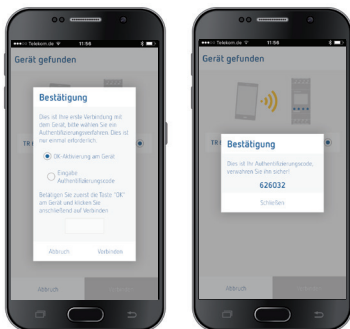 Telekom.de 11:56
Gerät gefunden
Bestätigung
Dies ist Ihre erste Verbindung mit
dem Gerät, bitte wählen Sie ein
Authentifizierungsverfahren. Dies ist
nur einmal erforderlich.
OK-Aktivierung am Gerät
Eingabe
Authentifizierungscode
Betätigen Sie zuerst die Taste "OK"
am Gerät und klicken Sie
anschließend auf Verbinden
Abbruch Verbinden
Abbruch
Telekom.de 11:56
Gerät gefunden
Bestätigung
Dies ist Ihr Authentifizierungscode,
verwahren Sie ihn sicher!
626032
Schließen
Abbruch